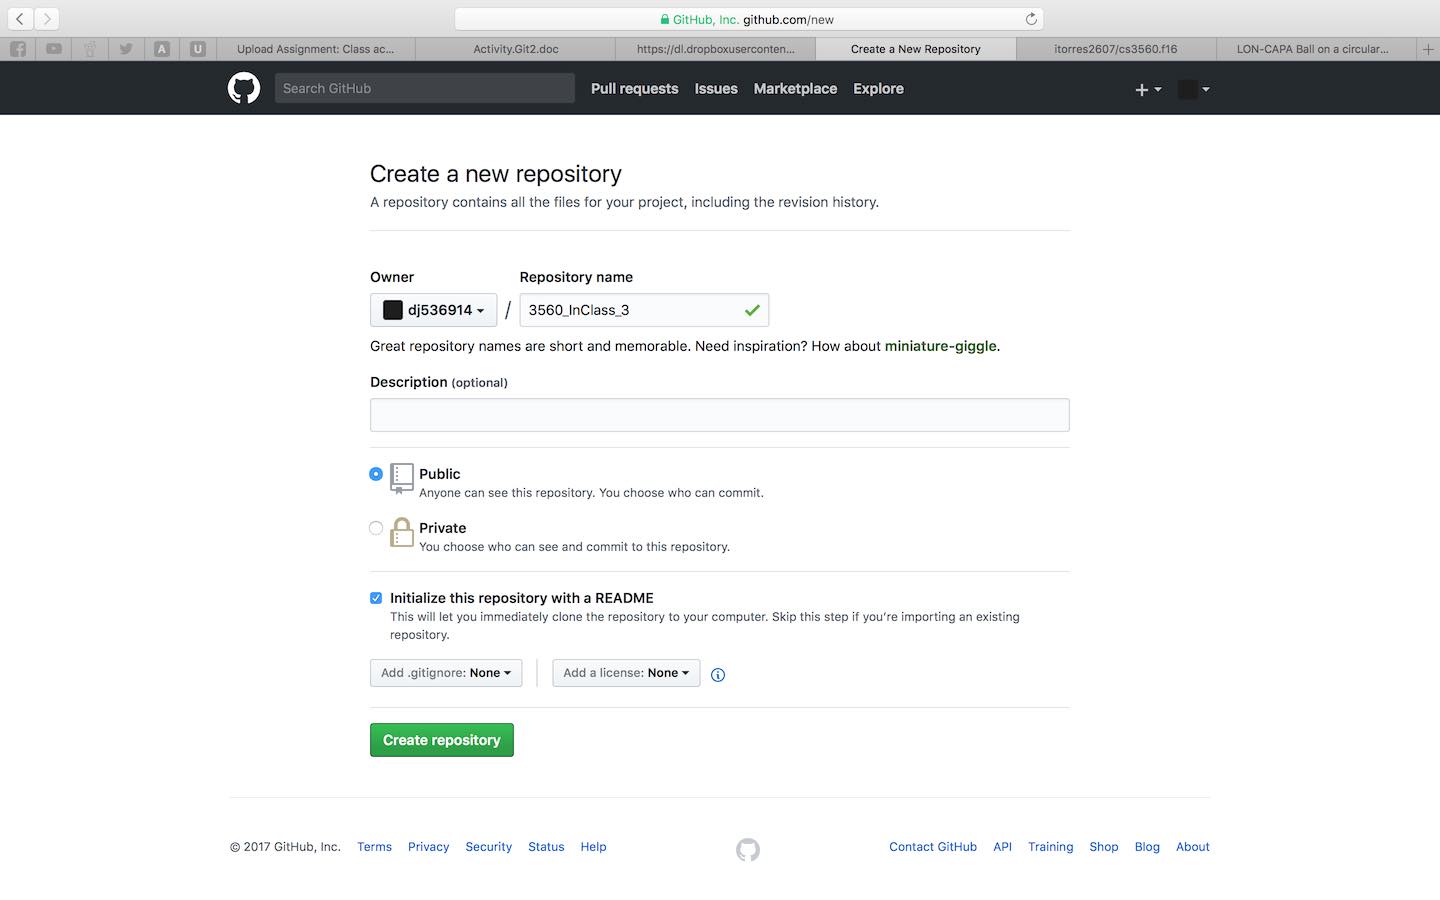 GitHub, Inc. github.com/new
A
U
Upload Assignment: Class ac...
Activity.Git2.doc
https://dl.dropboxuserconten...
Create a New Repository
itorres2607/cs3560.f16
LON-CAPA Ball on a circular...
Search GitHub
Pull requests
Issues
Marketplace
Explore
Create a new repository
A repository contains all the files for your project, including the revision history.
Owner
Repository name
dj536914 / 3560_InClass_3
Great repository names are short and memorable. Need inspiration? How about miniature-giggle.
Description (optional)
Public
Anyone can see this repository. You choose who can commit.
Private
You choose who can see and commit to this repository.
Initialize this repository with a README
This will let you immediately clone the repository to your computer. Skip this step if you're importing an existing
repository.
Add .gitignore: None
Add a license: None
Create repository
© 2017 GitHub, Inc. Terms Privacy Security Status Help
Contact GitHub API Training Shop Blog About